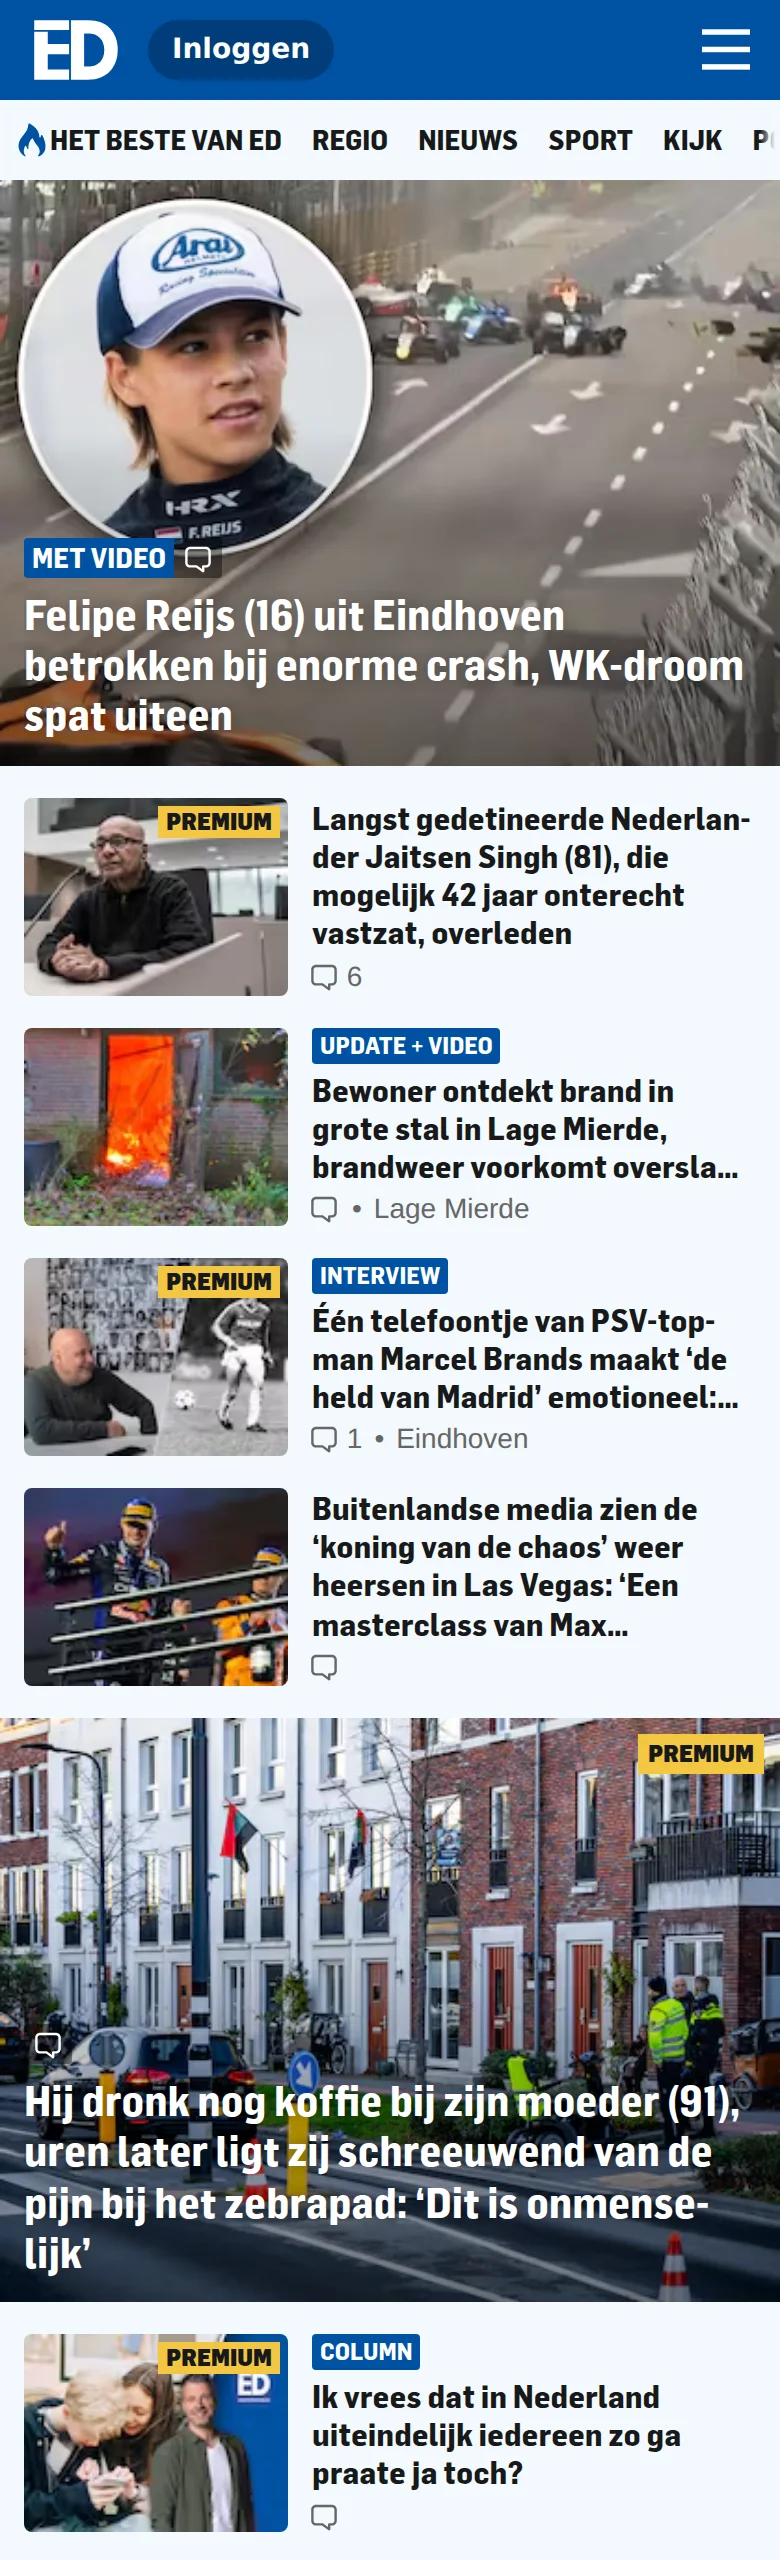 ED Inloggen
HET BESTE VAN ED REGIO NIEUWS SPORT KIJK
Arai
HELMET
Racing Specialist
HRX
F.REIJS
MET VIDEO
Felipe Reijs (16) uit Eindhoven
betrokken bij enorme crash, WK-droom
spat uiteen
PREMIUM
Langst gedetineerde Nederlan-
der Jaitsen Singh (81), die
mogelijk 42 jaar onterecht
vastzat, overleden
6
UPDATE + VIDEO
Bewoner ontdekt brand in
grote stal in Lage Mierde,
brandweer voorkomt oversla...
• Lage Mierde
PREMIUM
INTERVIEW
Één telefoontje van PSV-top-
man Marcel Brands maakt ‘de
held van Madrid’ emotioneel:...
1 • Eindhoven
Buitenlandse media zien de
‘koning van de chaos’ weer
heersen in Las Vegas: ‘Een
masterclass van Max...
PREMIUM
Hij dronk nog koffie bij zijn moeder (91),
uren later ligt zij schreeuwend van de
pijn bij het zebrapad: ‘Dit is onmense-
lijk’
PREMIUM
ED
COLUMN
Ik vrees dat in Nederland
uiteindelijk iedereen zo ga
praate ja toch?